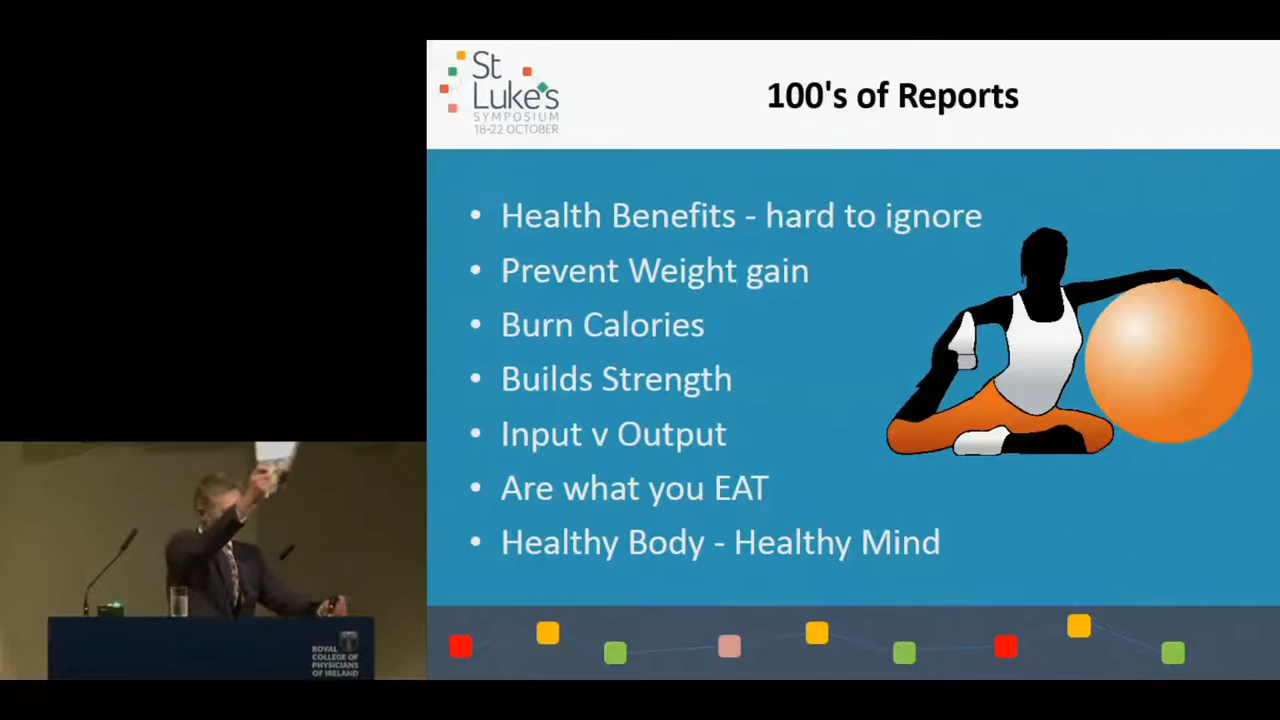 St
Luke's
SYMPOSIUM
18-22 OCTOBER
100's of Reports
• Health Benefits - hard to ignore
• Prevent Weight gain
• Burn Calories
• Builds Strength
• Input v Output
• Are what you EAT
• Healthy Body - Healthy Mind
ROYAL
COLLEGE OF
PHYSICIANS
OF IRELAND